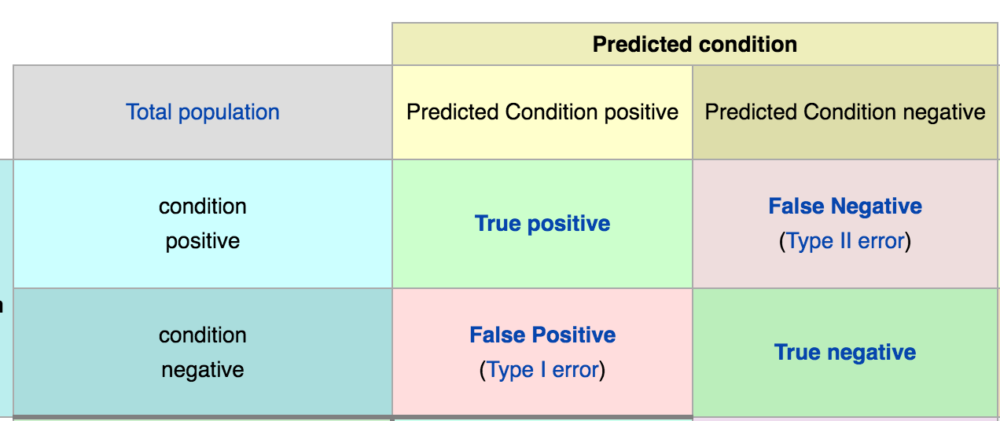 Predicted condition
Total population
Predicted Condition positive
Predicted Condition negative
condition
positive
True positive
False Negative
(Type II error)
condition
negative
False Positive
(Type I error)
True negative